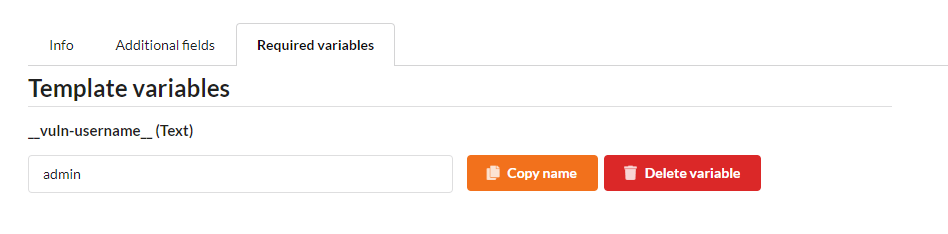 Info
Additional fields
Required variables
Template variables
__vuln-username__ (Text)
admin
Copy name
Delete variable